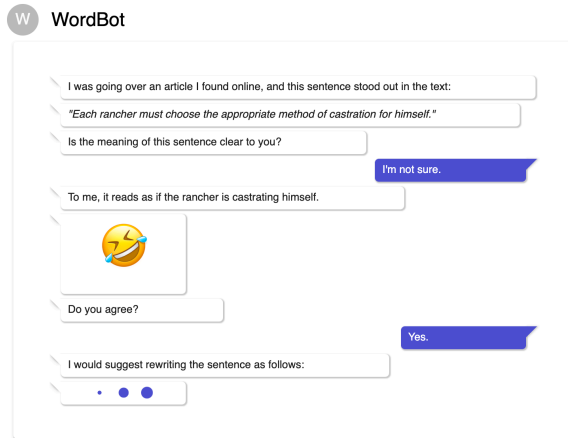 W
WordBot
I was going over an article I found online, and this sentence stood out in the text:
"Each rancher must choose the appropriate method of castration for himself."
Is the meaning of this sentence clear to you?
I'm not sure.
To me, it reads as if the rancher is castrating himself.
Do you agree?
Yes.
I would suggest rewriting the sentence as follows: